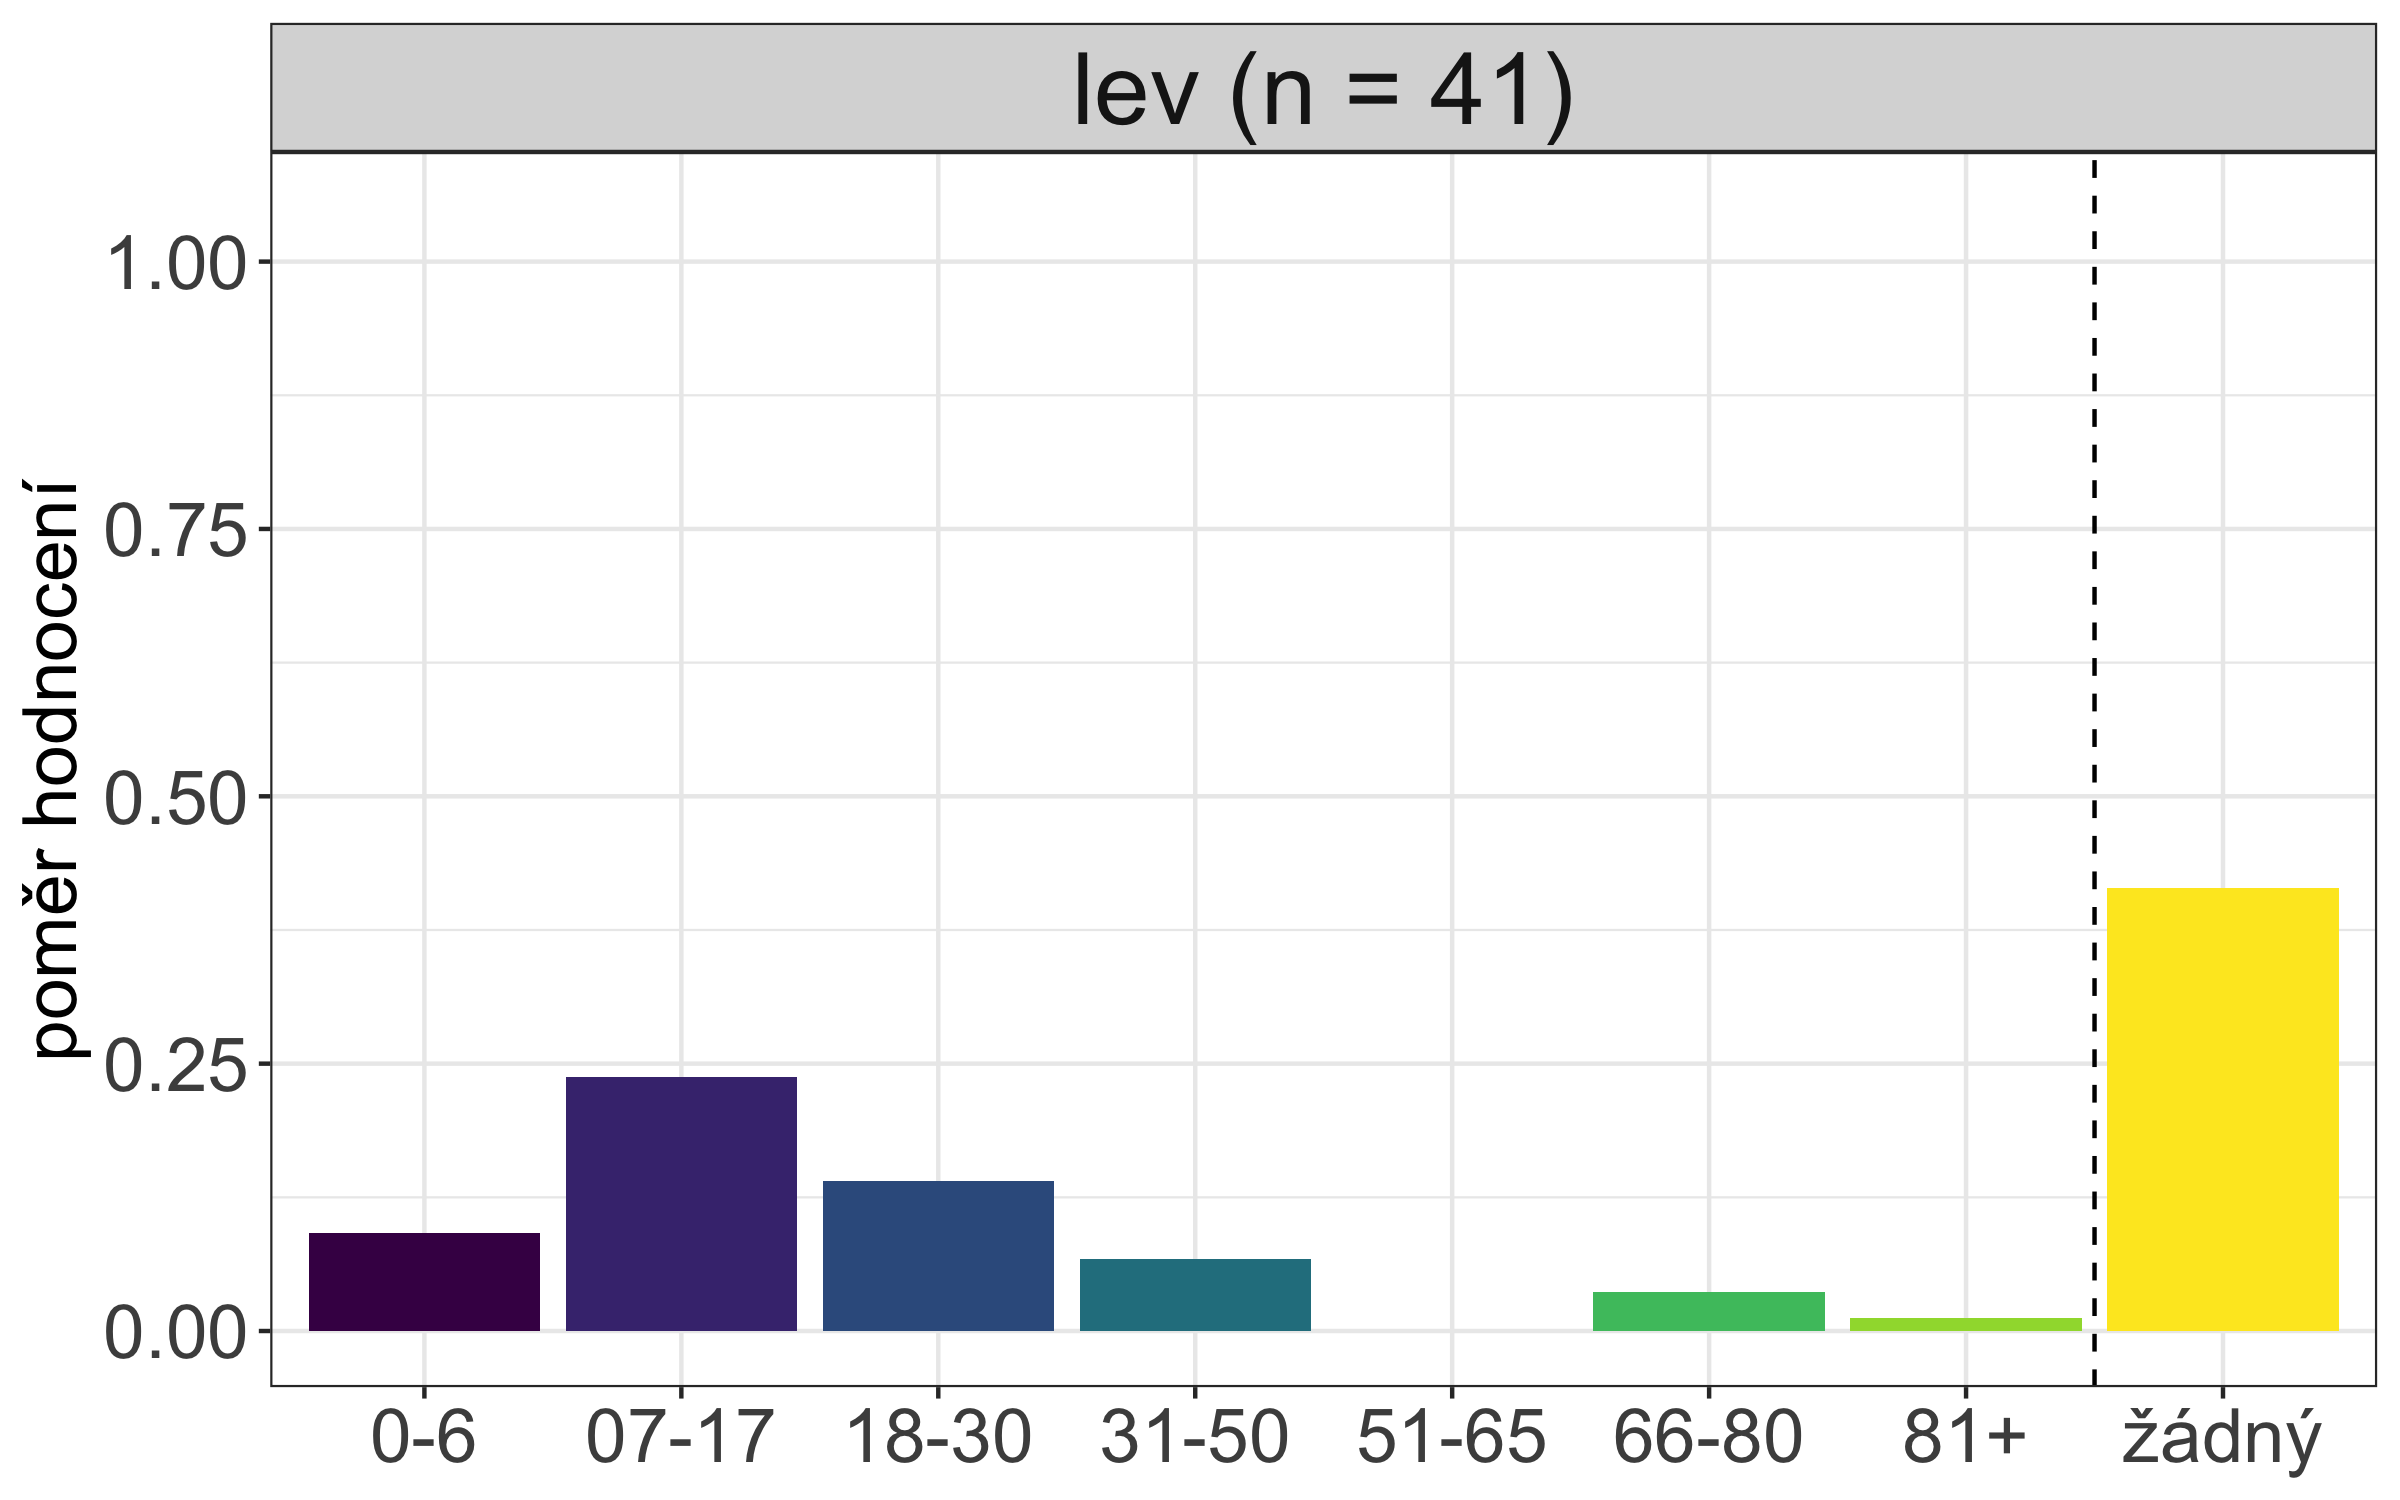 lev (n = 41)
poměr hodnocení
1.00
0.75
0.50
0.25
0.00
0-6 07-17 18-30 31-50 51-65 66-80 81+ žádný